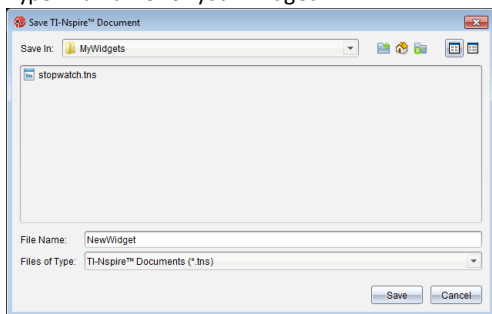 Save TI-Nspire™ Document
Save In: MyWidgets
stopwatch.tns
File Name: NewWidget
Files of Type: TI-Nspire™ Documents (*.tns)
Save Cancel